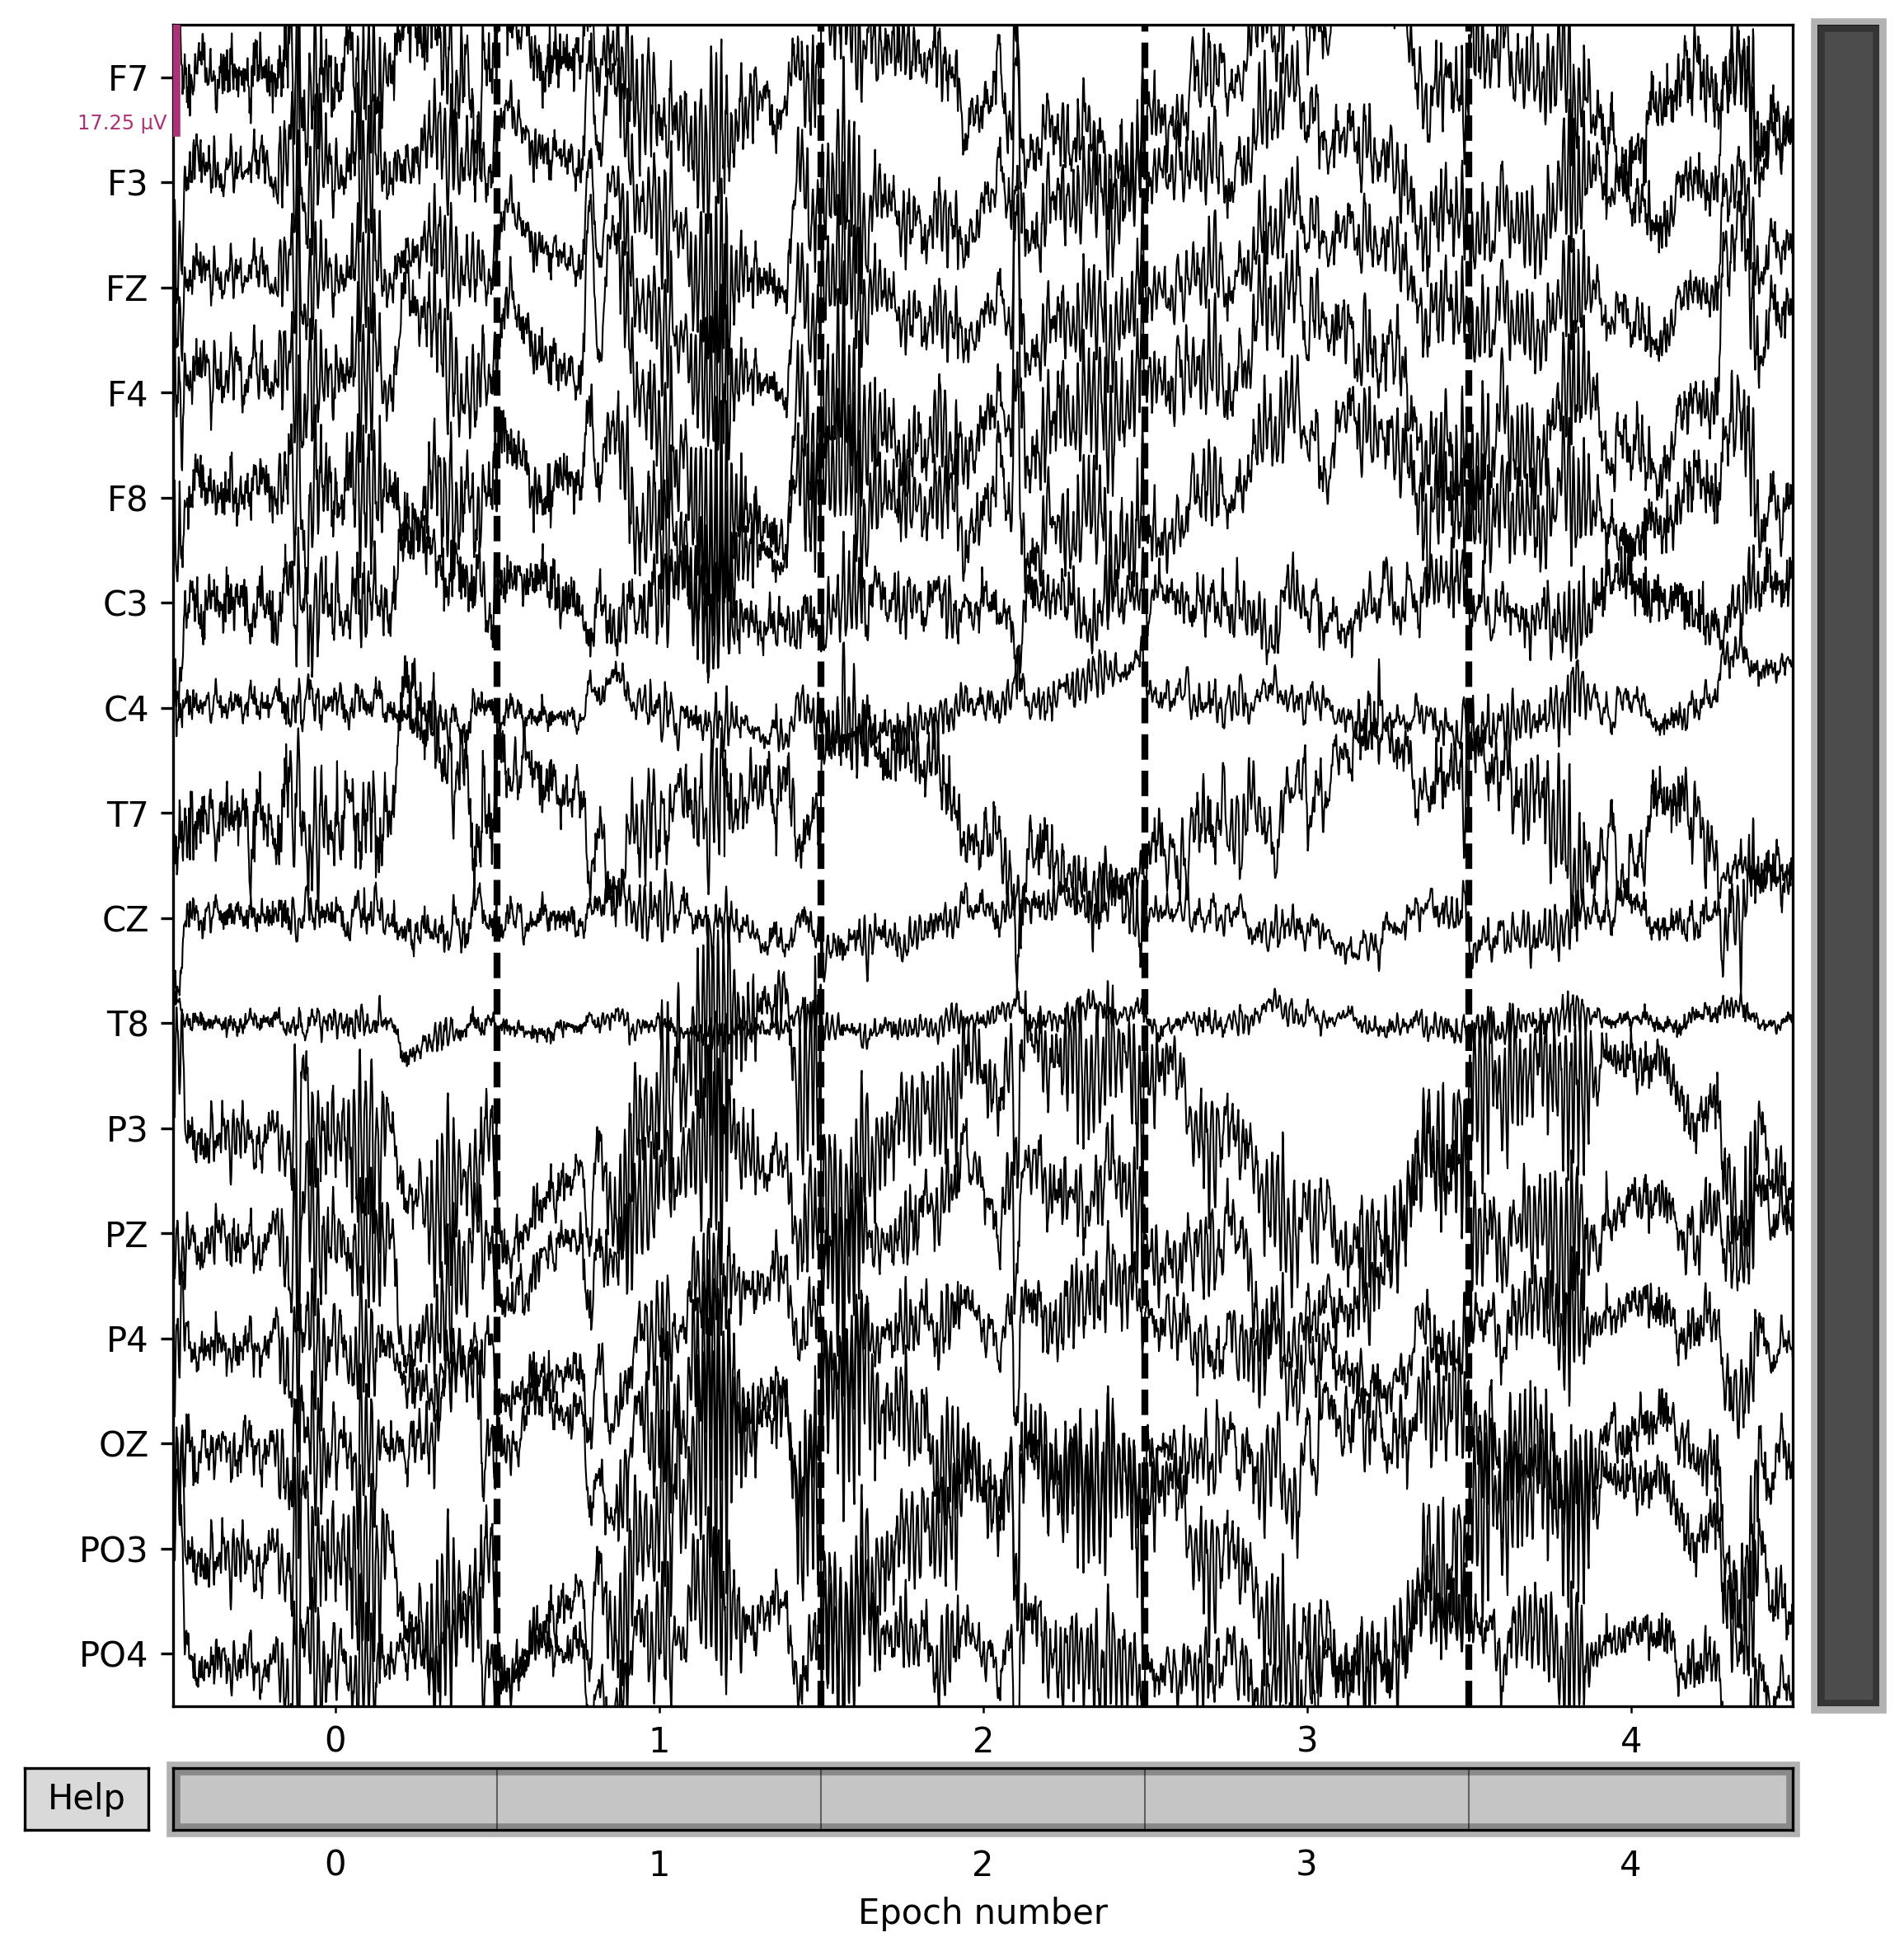 F7
17.25 µV
F3
FZ
F4
F8
C3
C4
T7
CZ
T8
P3
PZ
P4
OZ
PO3
PO4
0 1 2 3 4
Help
0 1 2 3 4
Epoch number